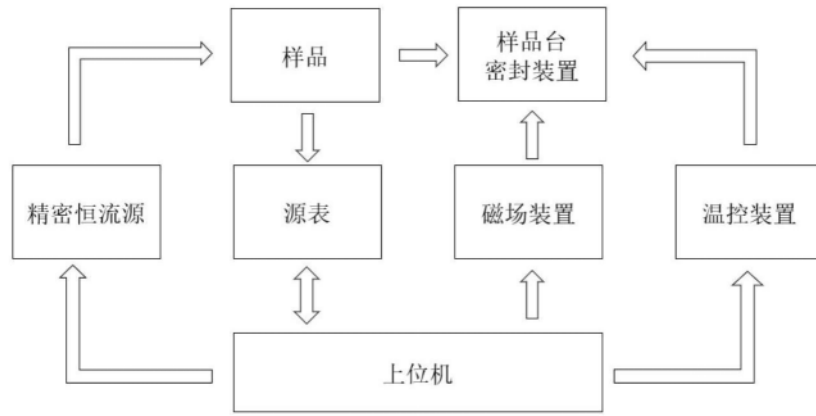 样品
样品台
密封装置
精密恒流源
源表
磁场装置
温控装置
上位机